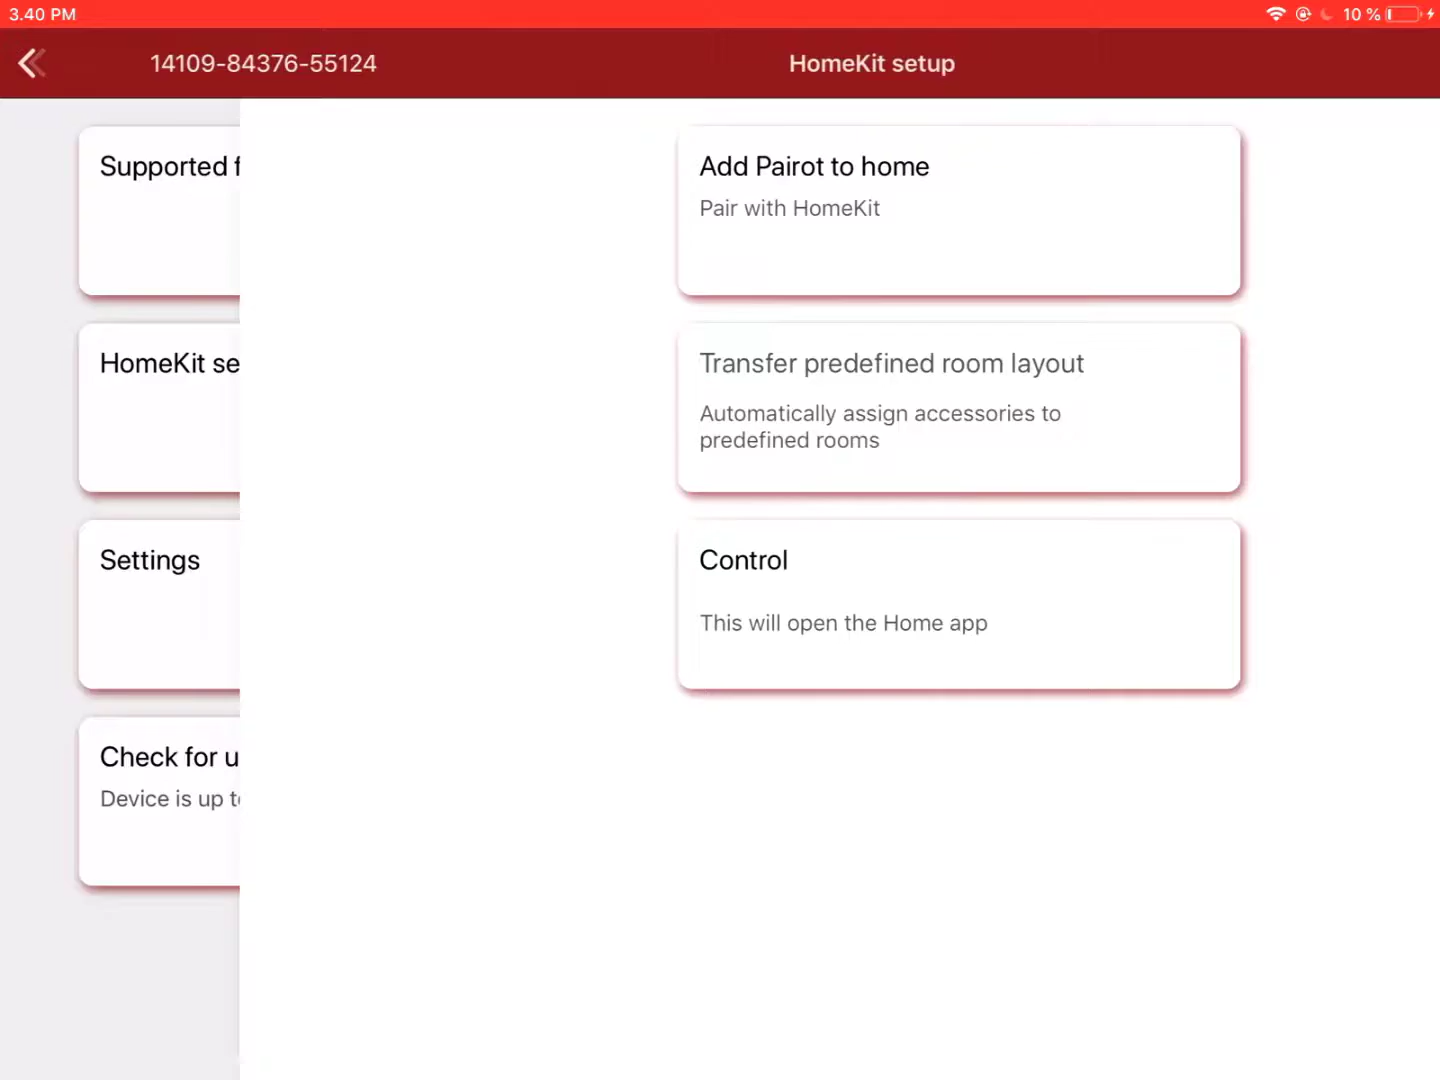 3.40 PM
10 %
14109-84376-55124
HomeKit setup
Supported f
HomeKit se
Settings
Check for u
Device is up t
Add Pairot to home
Pair with HomeKit
Transfer predefined room layout
Automatically assign accessories to
predefined rooms
Control
This will open the Home app